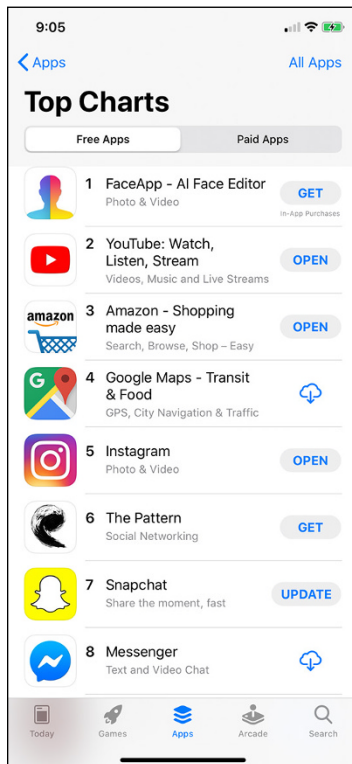 9:05
Apps
All Apps
Top Charts
Free Apps
Paid Apps
1 FaceApp - AI Face Editor
Photo & Video
GET
In-App Purchases
2 YouTube: Watch,
Listen, Stream
Videos, Music and Live Streams
OPEN
amazon
3 Amazon - Shopping
made easy
Search, Browse, Shop – Easy
OPEN
G
4 Google Maps - Transit
& Food
GPS, City Navigation & Traffic
5 Instagram
Photo & Video
OPEN
6 The Pattern
Social Networking
GET
7 Snapchat
Share the moment, fast
UPDATE
8 Messenger
Text and Video Chat
Today
Games
Apps
Arcade
Search